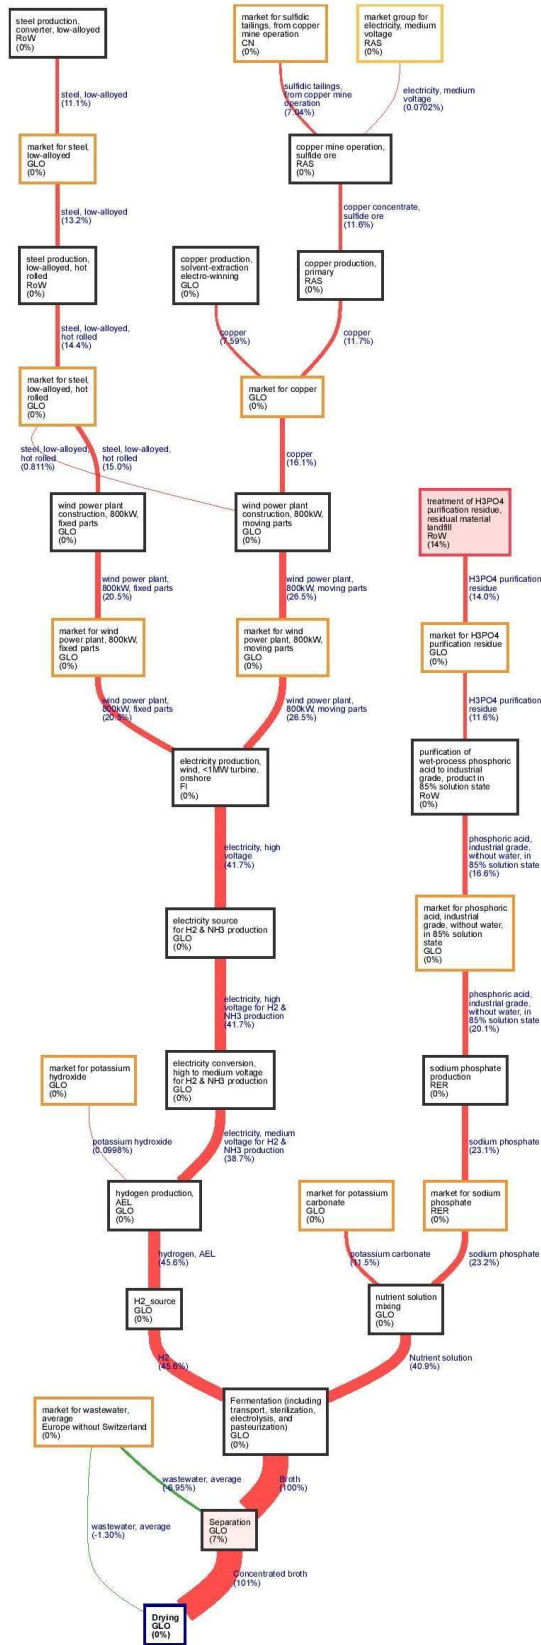 steel production,
converter, low-alloyed
RoW
(0%)
market for sulfidic
tailings, from copper
mine operation
CN
(0%)
market group for
electricity, medium
voltage
RAS
(0%)
steel, low-alloyed
(11.1%)
sulfidic tailings,
from copper mine
operation
(7.04%)
electricity, medium
voltage
(0.0702%)
market for steel,
low-alloyed
GLO
(0%)
copper mine operation,
sulfide ore
RAS
(0%)
steel, low-alloyed
(13.2%)
copper concentrate,
sulfide ore
(11.6%)
steel production,
low-alloyed, hot
rolled
RoW
(0%)
copper production,
solvent-extraction
electro-winning
GLO
(0%)
copper production,
primary
RAS
(0%)
steel, low-alloyed,
hot rolled
(14.4%)
copper
(7.59%)
copper
(11.7%)
market for steel,
low-alloyed, hot
rolled
GLO
(0%)
market for copper
GLO
(0%)
steel, low-alloyed,
hot rolled
(0.811%)
steel, low-alloyed,
hot rolled
(15.0%)
copper
(16.1%)
wind power plant
construction, 800kW,
fixed parts
GLO
(0%)
wind power plant
construction, 800kW,
moving parts
GLO
(0%)
treatment of H3PO4
purification residue,
residual material
landfill
RoW
(14%)
wind power plant,
800kW, fixed parts
(20.5%)
wind power plant,
800kW, moving parts
(26.5%)
H3PO4 purification
residue
(14.0%)
market for wind
power plant, 800kW,
fixed parts
GLO
(0%)
market for wind
power plant, 800kW,
moving parts
GLO
(0%)
market for H3PO4
purification residue
GLO
(0%)
wind power plant,
800kW, fixed parts
(20.5%)
wind power plant,
800kW, moving parts
(26.5%)
H3PO4 purification
residue
(11.6%)
electricity production,
wind, <1MW turbine,
onshore
FI
(0%)
purification of
wet-process phosphoric
acid to industrial
grade, product in
85% solution state
RoW
(0%)
electricity, high
voltage
(41.7%)
phosphoric acid,
industrial grade,
without water, in
85% solution state
(16.6%)
electricity source
for H2 & NH3 production
GLO
(0%)
market for phosphoric
acid, industrial
grade, without water,
in 85% solution
state
GLO
(0%)
electricity, high
voltage for H2 &
NH3 production
(41.7%)
phosphoric acid,
industrial grade,
without water, in
85% solution state
(20.1%)
market for potassium
hydroxide
GLO
(0%)
electricity conversion,
high to medium voltage
for H2 & NH3 production
GLO
(0%)
sodium phosphate
production
RER
(0%)
potassium hydroxide
(0.0998%)
electricity, medium
voltage for H2 &
NH3 production
(38.7%)
sodium phosphate
(23.1%)
hydogen production,
AEL
GLO
(0%)
market for potassium
carbonate
GLO
(0%)
market for sodium
phosphate
RER
(0%)
hydrogen, AEL
(45.6%)
potassium carbonate
(11.5%)
sodium phosphate
(23.2%)
H2_source
GLO
(0%)
nutrient solution
mixing
GLO
(0%)
H2
(45.6%)
Nutrient solution
(40.9%)
market for wastewater,
average
Europe without Switzerland
(0%)
Fermentation (including
transport, sterilization,
electrolysis, and
pasteurization)
GLO
(0%)
wastewater, average
(-6.95%)
Broth
(100%)
wastewater, average
(-1.30%)
Separation
GLO
(7%)
Concentrated broth
(101%)
Drying
GLO
(0%)